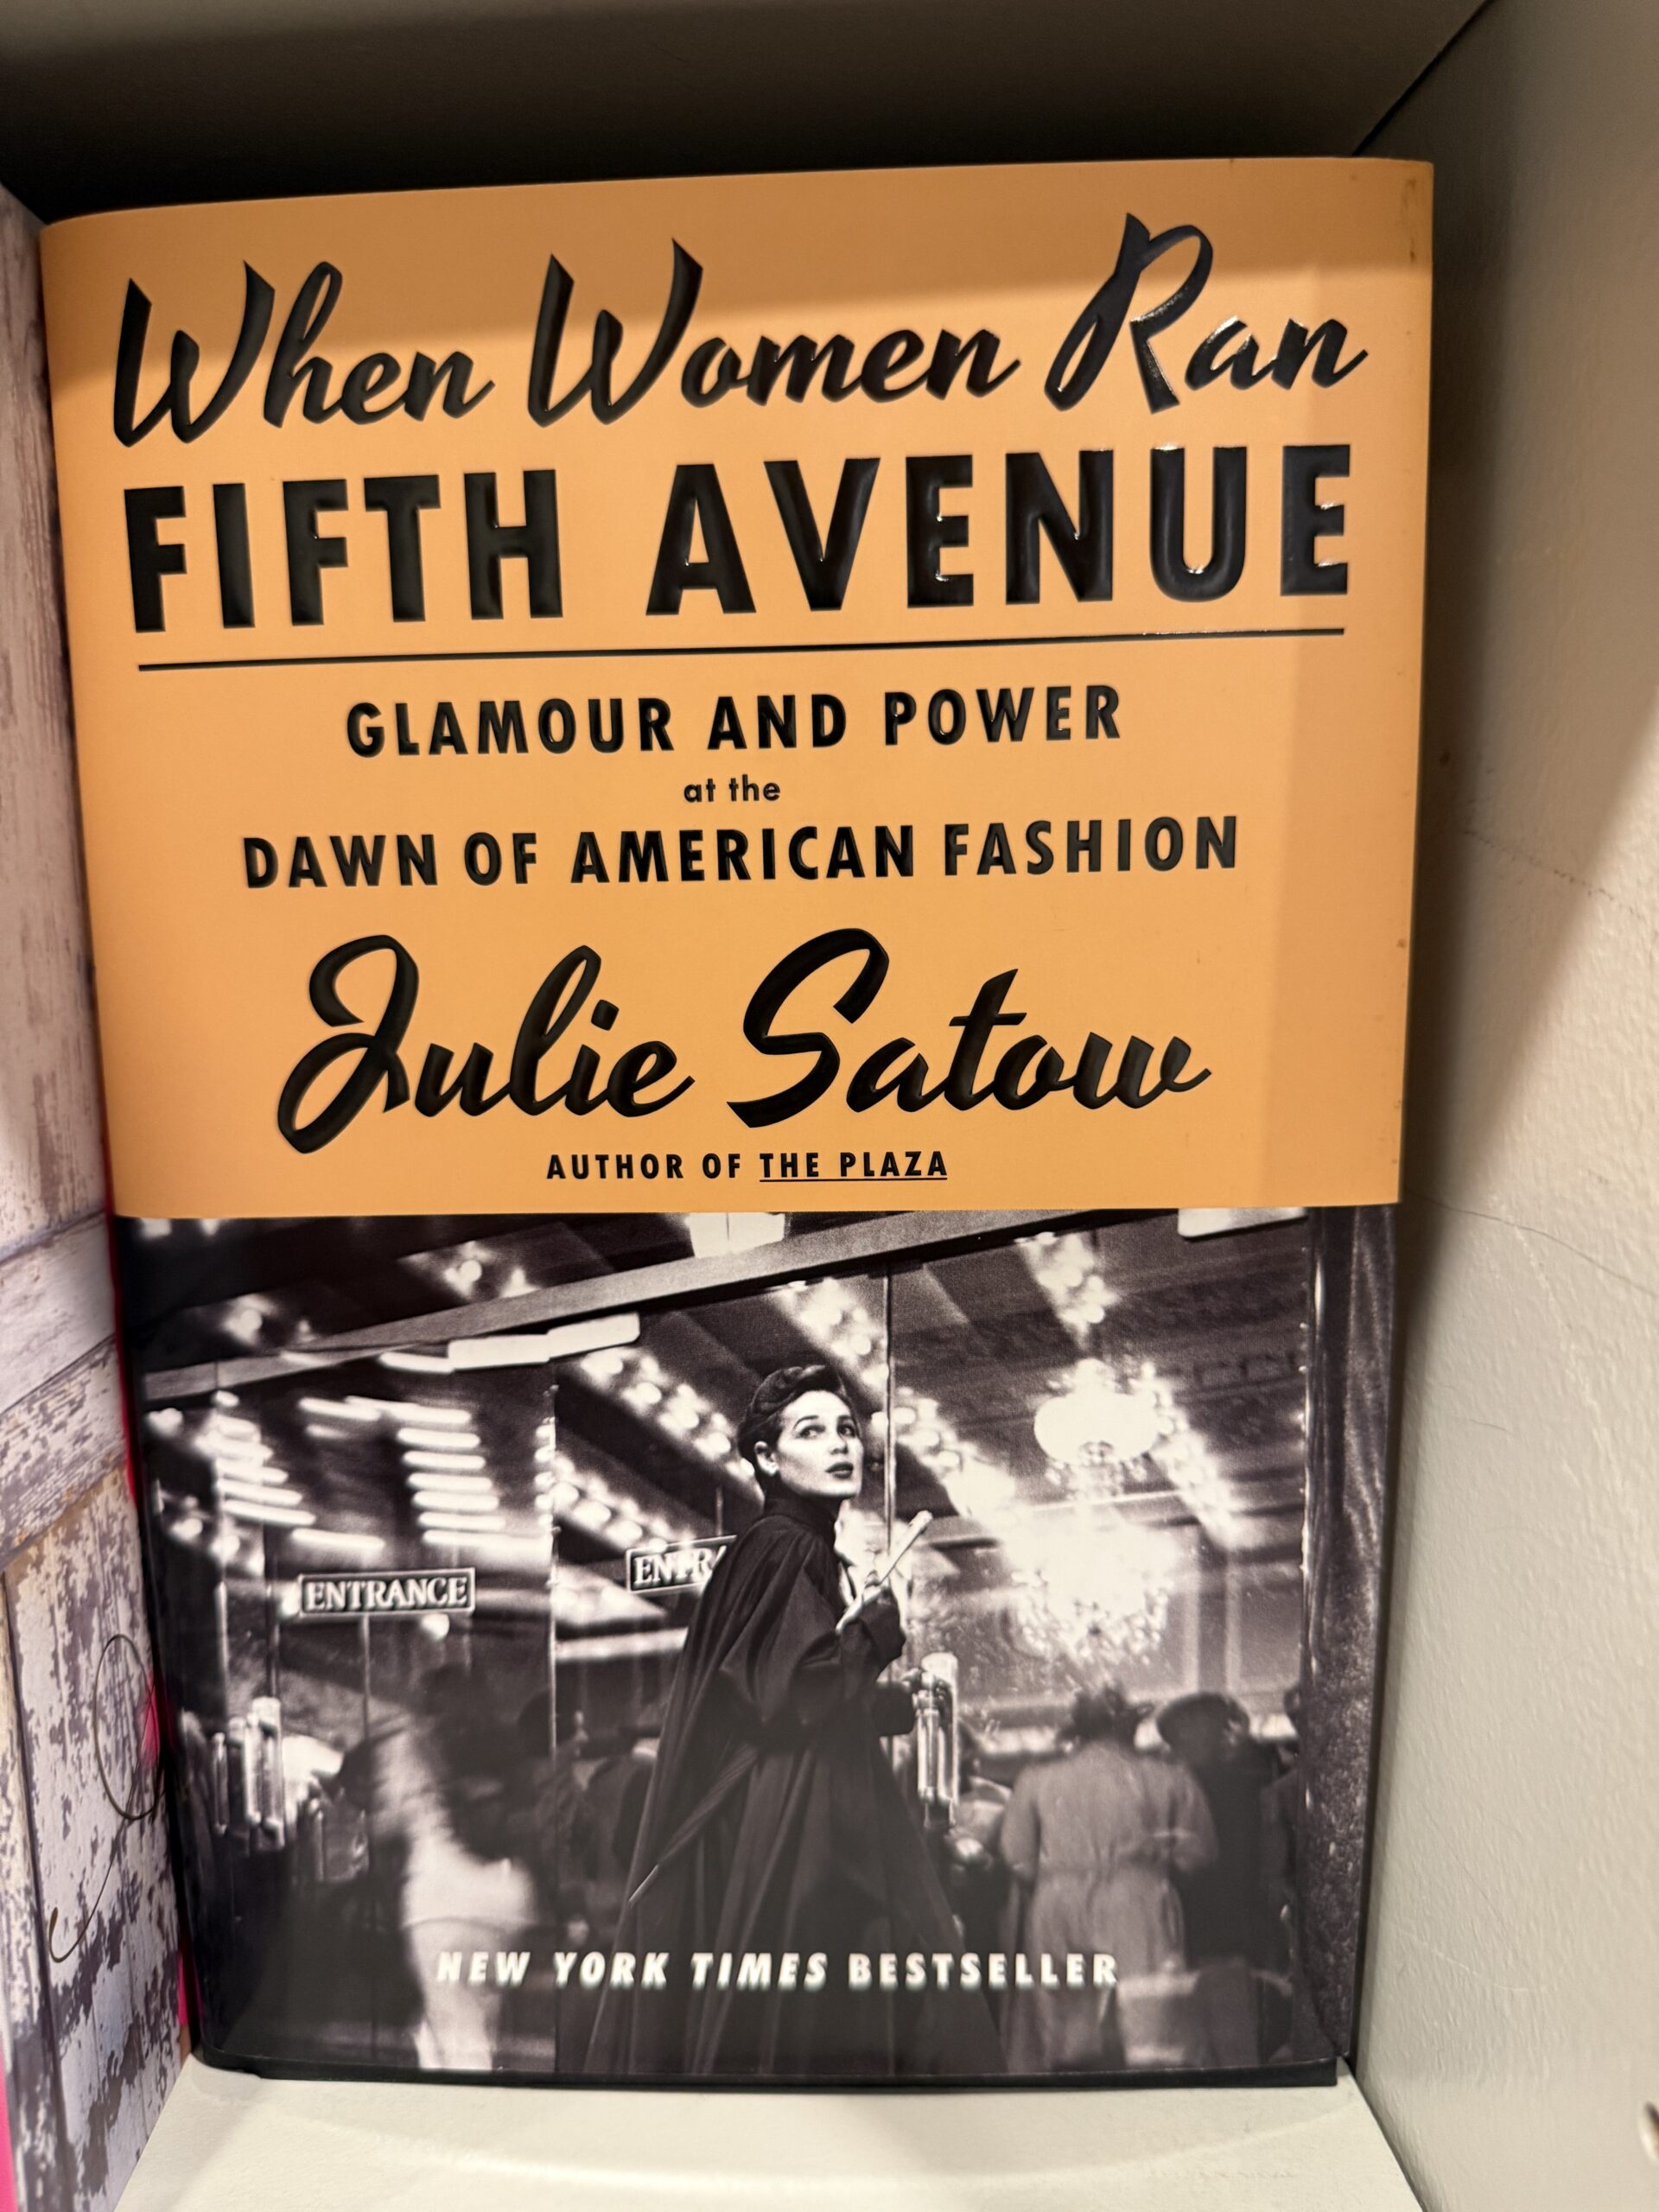 When Women Ran
FIFTH AVENUE
GLAMOUR AND POWER
at the
DAWN OF AMERICAN FASHION
Julie Satow
AUTHOR OF THE PLAZA
ENTRANCE
ENTRA
NEW YORK TIMES BESTSELLER